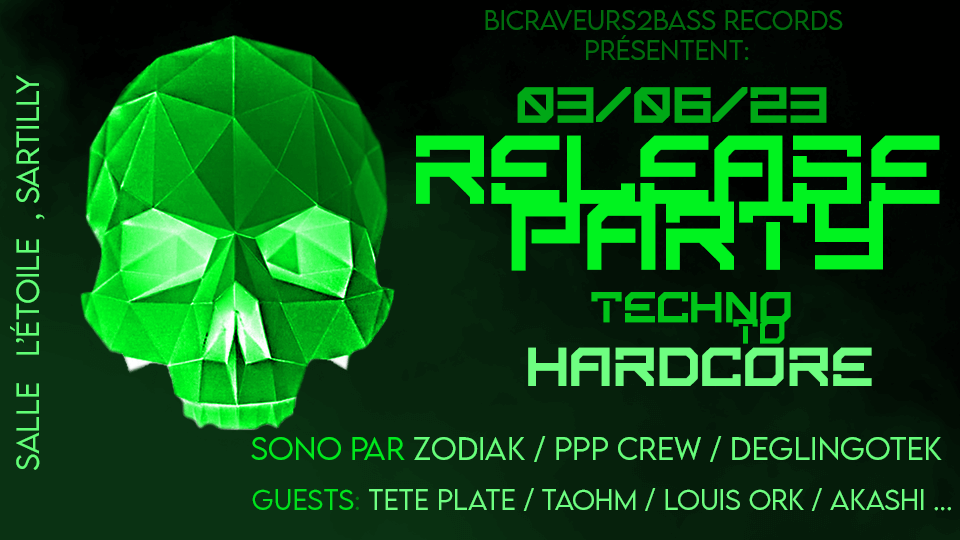 BICRAVEURS2BASS RECORDS
PRÉSENTENT:
03/06/23
RELEASE
PARTY
TECHNO
TO
HARDCORE
SALLE L'ÉTOILE , SARTILLY
SONO PAR ZODIAK / PPP CREW / DEGLINGOTEK
GUESTS: TETE PLATE / TAOHM / LOUIS ORK / AKASHI ...